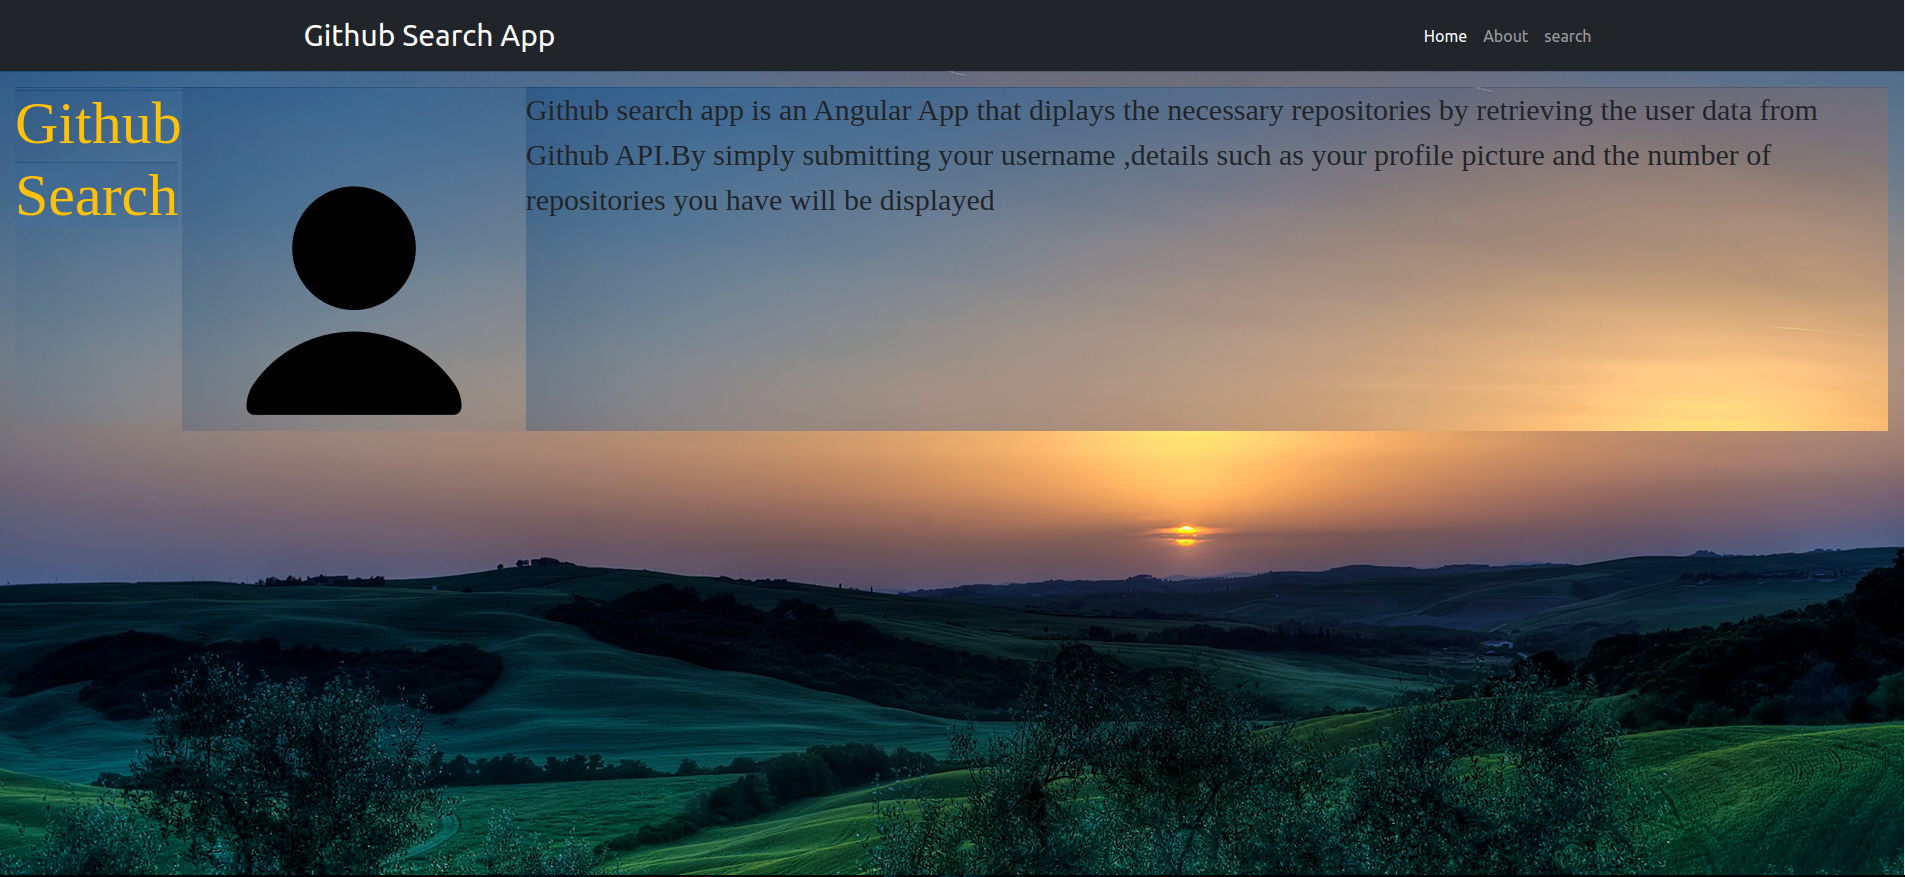 Github Search App
Home About search
Github
Search
Github search app is an Angular App that diplays the necessary repositories by retrieving the user data from
Github API.By simply submitting your username ,details such as your profile picture and the number of
repositories you have will be displayed